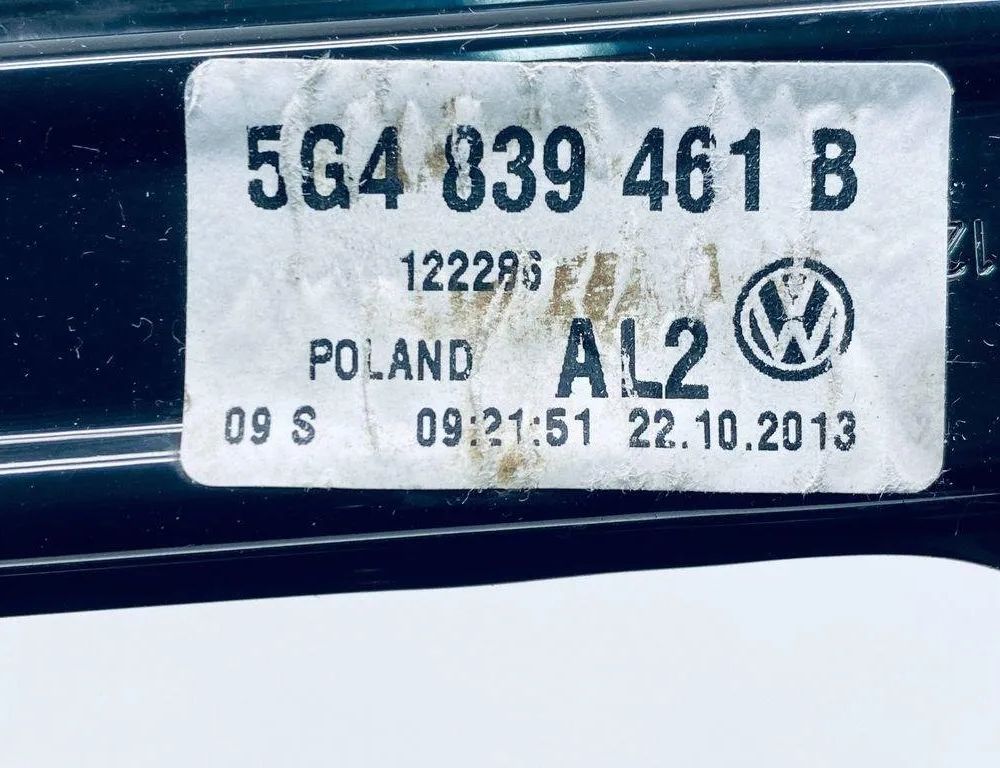 5G4 839 461 B
122286
POLAND AL2
09 S 09:21:51 22.10.2013